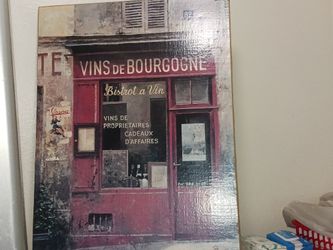 TE
VINS DE BOURGOGNE
Bistrot a Vin
VINS DE
PROPRIETAIRES
CADEAUX
D'AFFAIRES